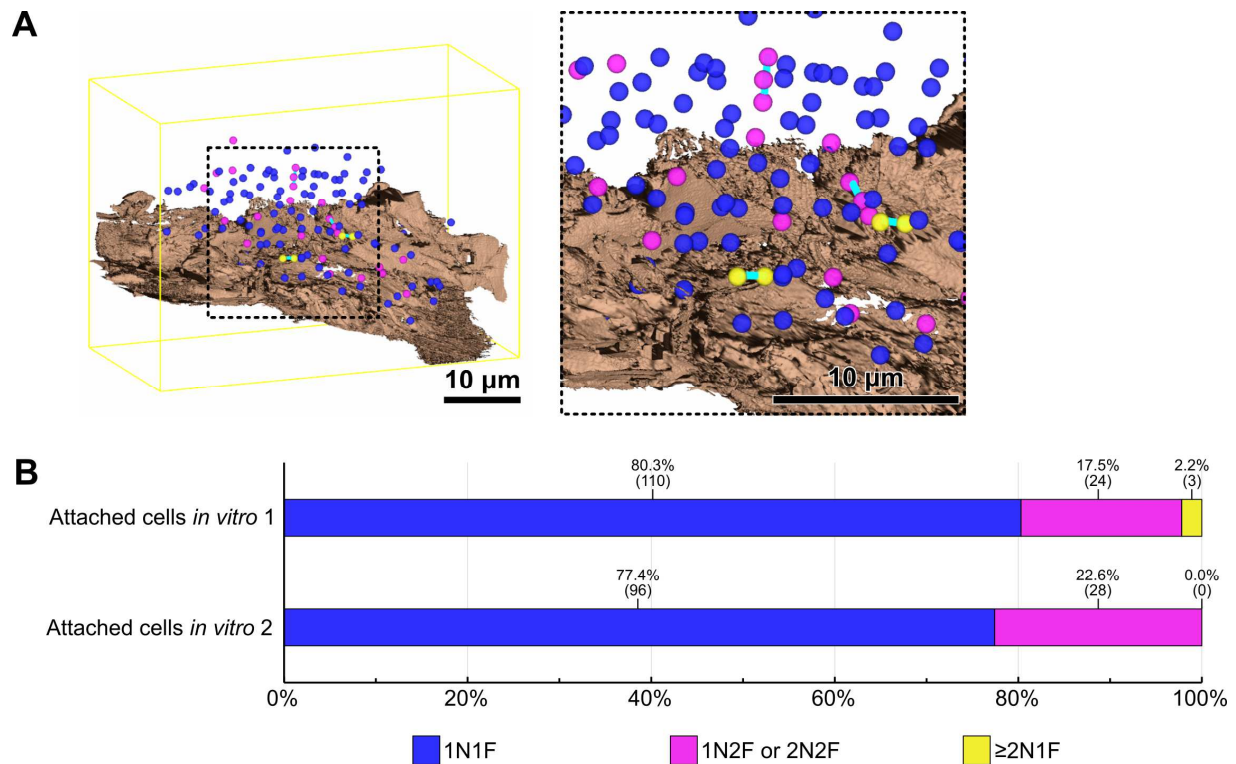 A
10 µm
10 µm
B
80.3%
(110)
17.5%
(24)
2.2%
(3)
Attached cells in vitro 1
77.4%
(96)
22.6%
(28)
0.0%
(0)
Attached cells in vitro 2
0%
20%
40%
60%
80%
100%
1N1F
1N2F or 2N2F
≥2N1F